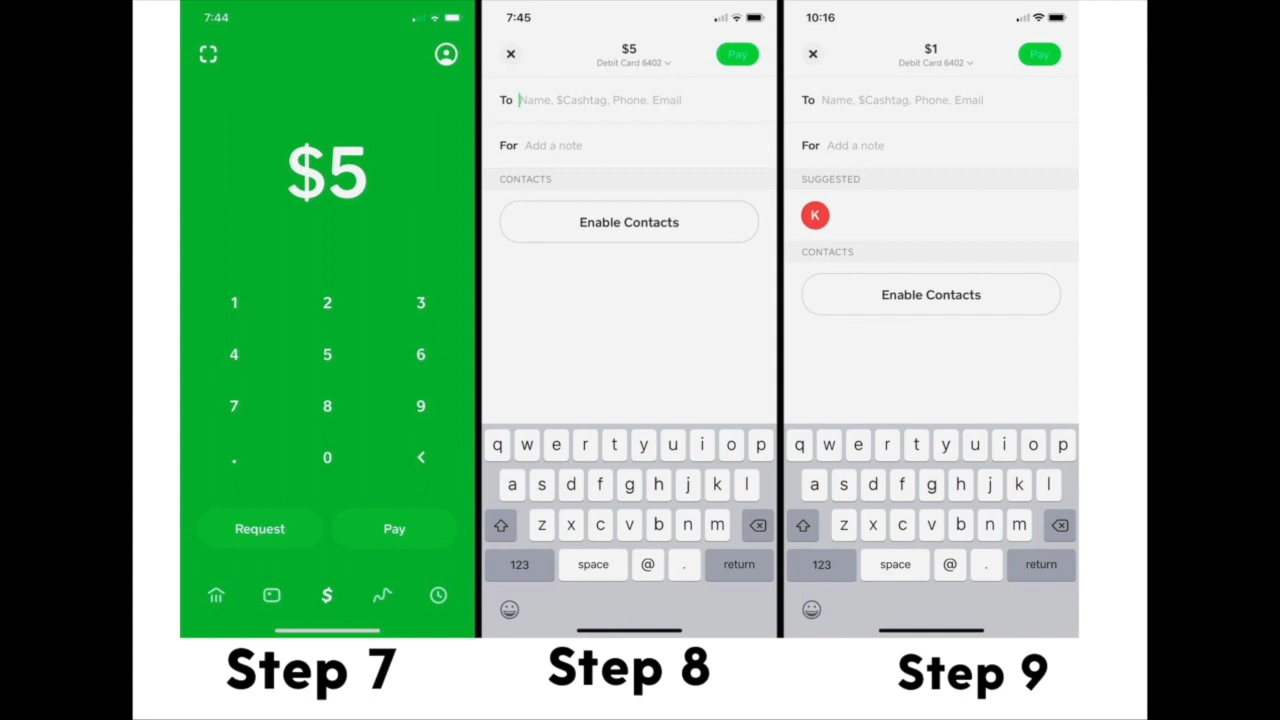 7:44
$5
1 2 3
4 5 6
7 8 9
. 0 <
Request Pay
$
Step 7
7:45
$5
Debit Card 6402
Pay
To Name, $Cashtag, Phone, Email
For Add a note
CONTACTS
Enable Contacts
q w e r t y u i o p
a s d f g h j k l
z x c v b n m
123 space @ . return
Step 8
10:16
$1
Debit Card 6402
Pay
To Name, $Cashtag, Phone, Email
For Add a note
SUGGESTED
K
CONTACTS
Enable Contacts
q w e r t y u i o p
a s d f g h j k l
z x c v b n m
123 space @ . return
Step 9